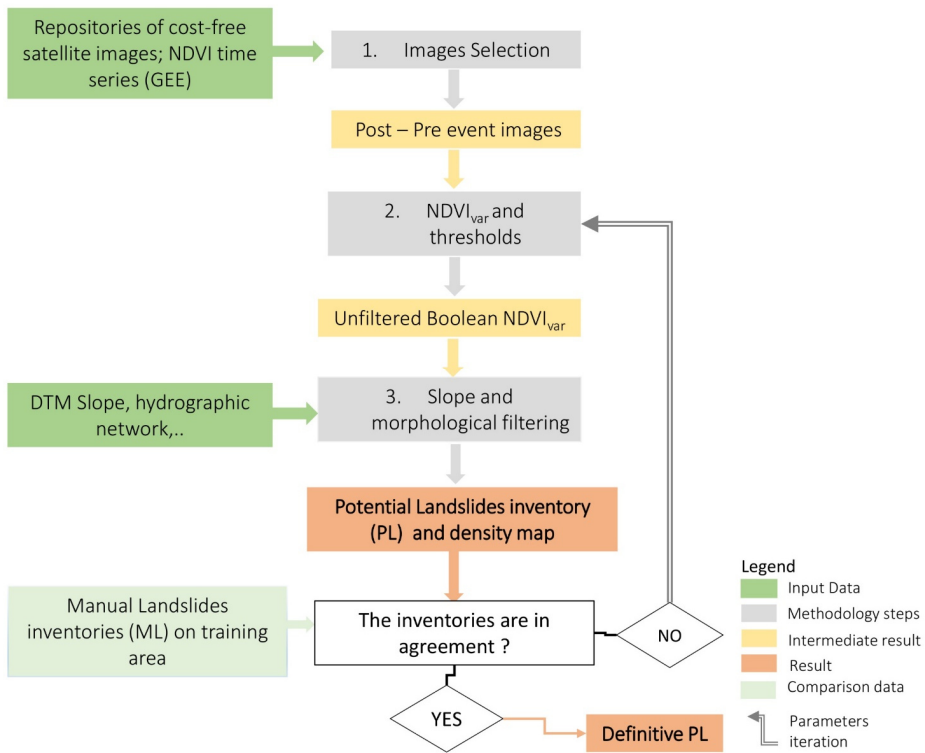 Repositories of cost-free
satellite images; NDVI time
series (GEE)
1. Images Selection
Post – Pre event images
2. NDVIvar and
thresholds
Unfiltered Boolean NDVIvar
DTM Slope, hydrographic
network,..
3. Slope and
morphological filtering
Potential Landslides inventory
(PL) and density map
Manual Landslides
inventories (ML) on training
area
The inventories are in
agreement ?
NO
YES
Definitive PL
Legend
Input Data
Methodology steps
Intermediate result
Result
Comparison data
Parameters
iteration